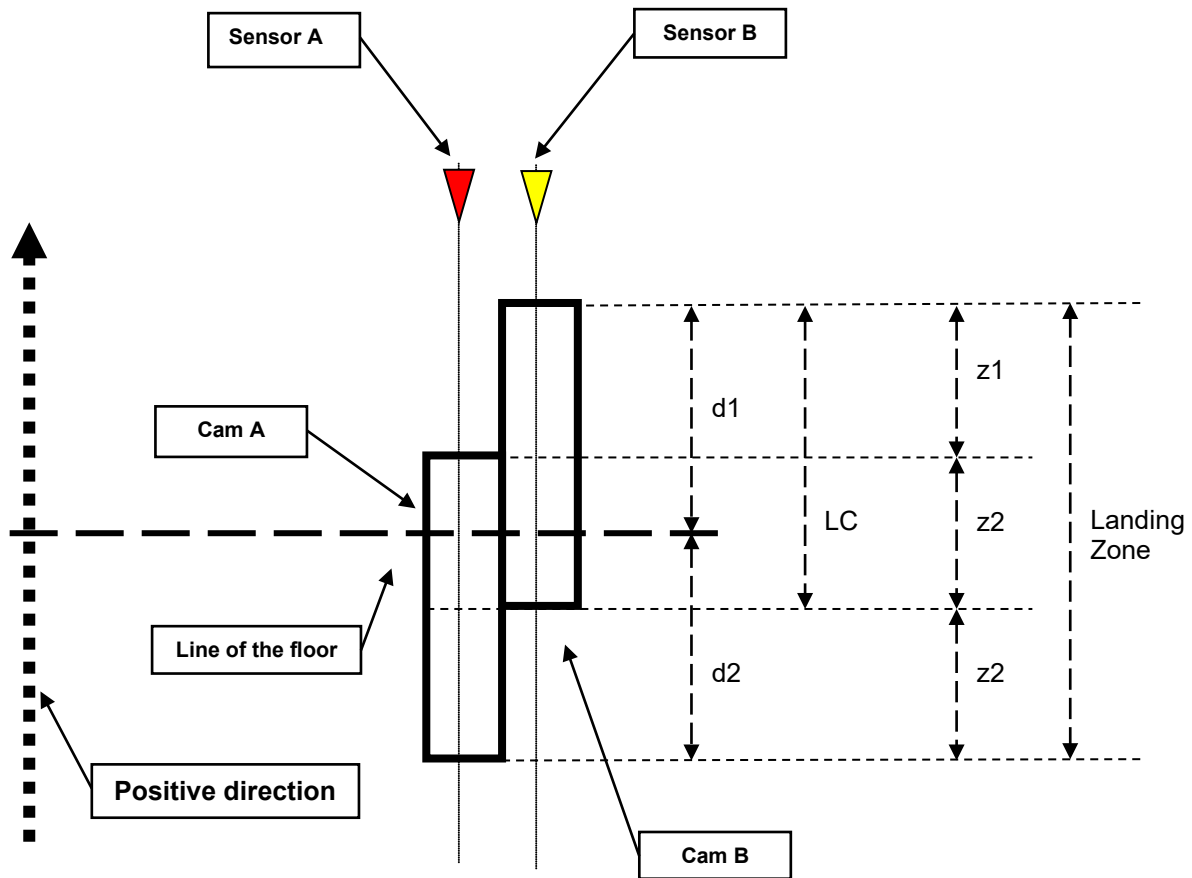 Sensor A
Sensor B
z1
d1
Cam A
LC
z2
Landing
Zone
Line of the floor
d2
z2
Positive direction
Cam B